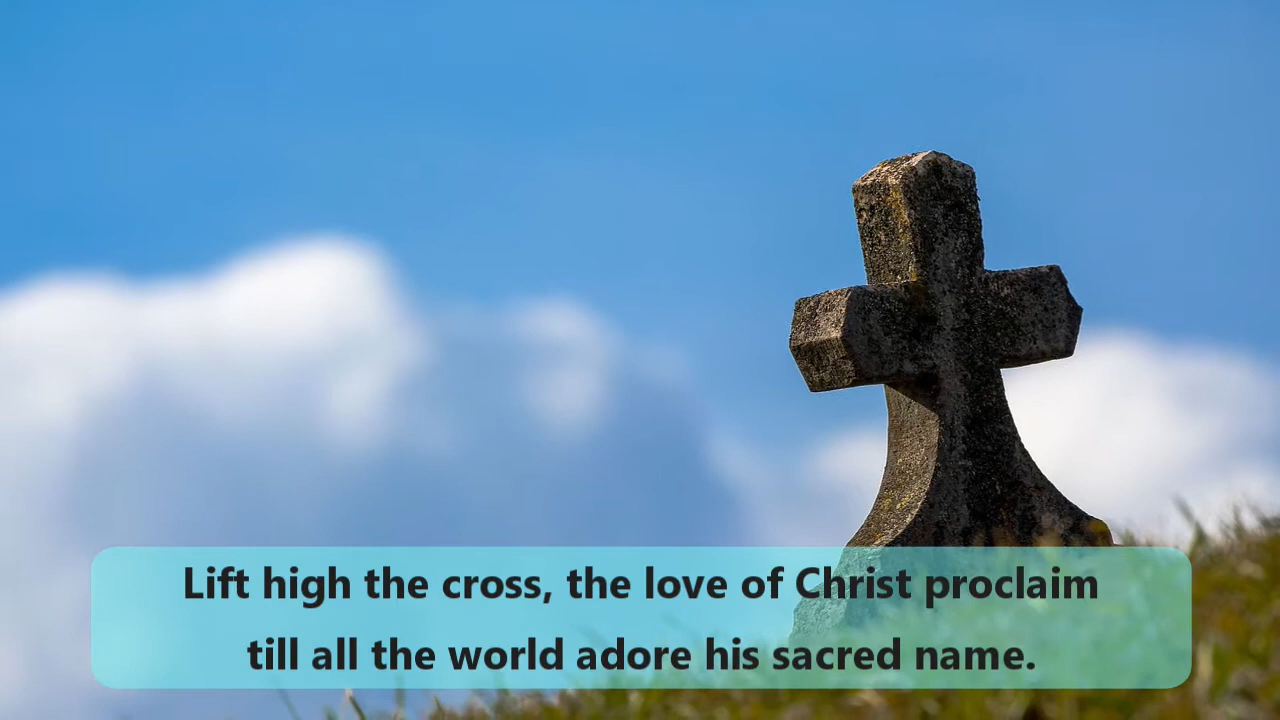 Lift high the cross, the love of Christ proclaim
till all the world adore his sacred name.